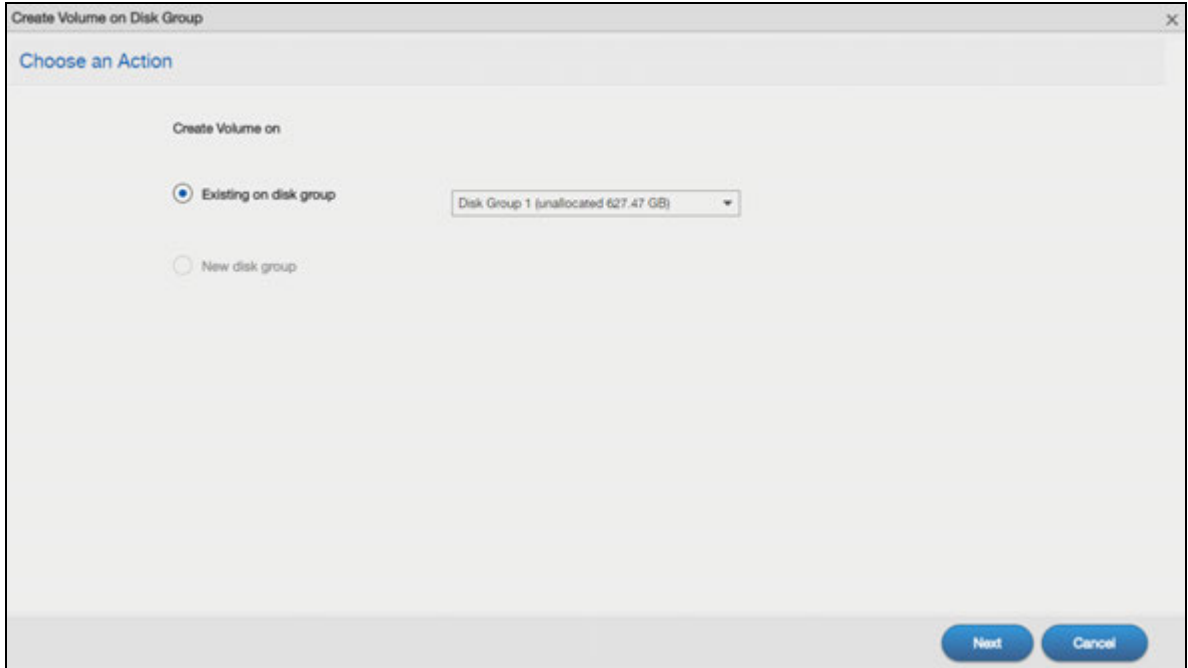 Create Volume on Disk Group
Choose an Action
Create Volume on
Existing on disk group
Disk Group 1 (unallocated 627.47 GB)
New disk group
Next
Cancel